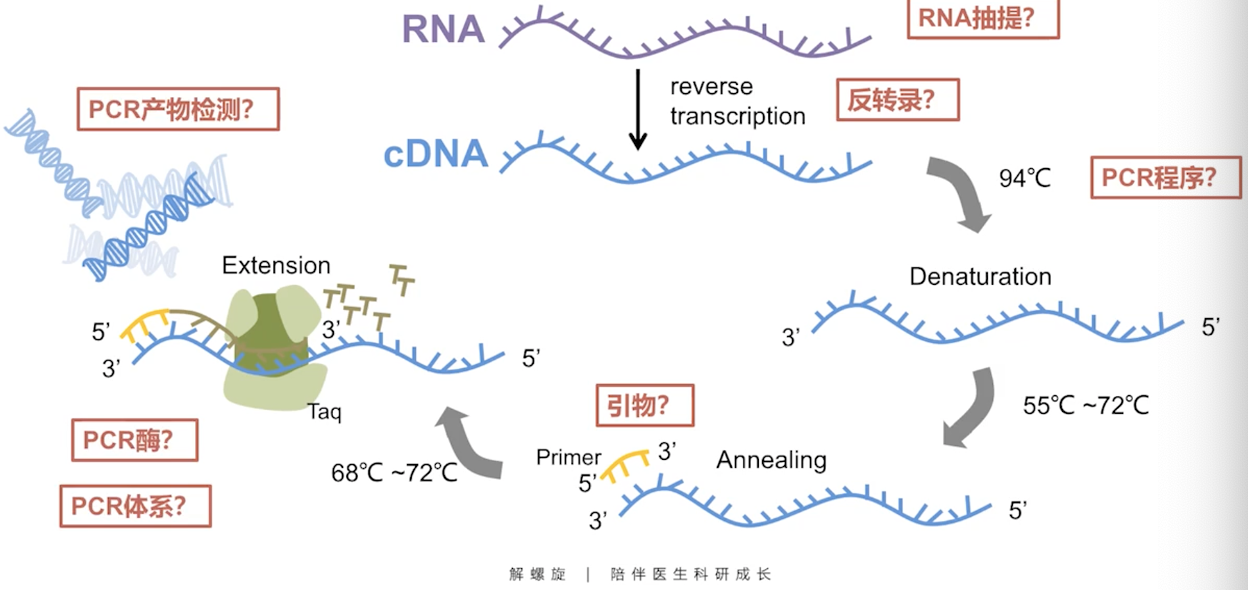 RNA
RNA抽提?
reverse
transcription
反转录?
PCR产物检测?
cDNA
94℃
PCR程序?
Extension
Denaturation
T T T T T T T
5’
3’
3’
5’
3’
5’
Taq
引物?
55℃ ~72℃
PCR酶?
68℃ ~72℃
Primer
3’
5’
Annealing
3’
5’
PCR体系?
解螺旋 | 陪伴医生科研成长